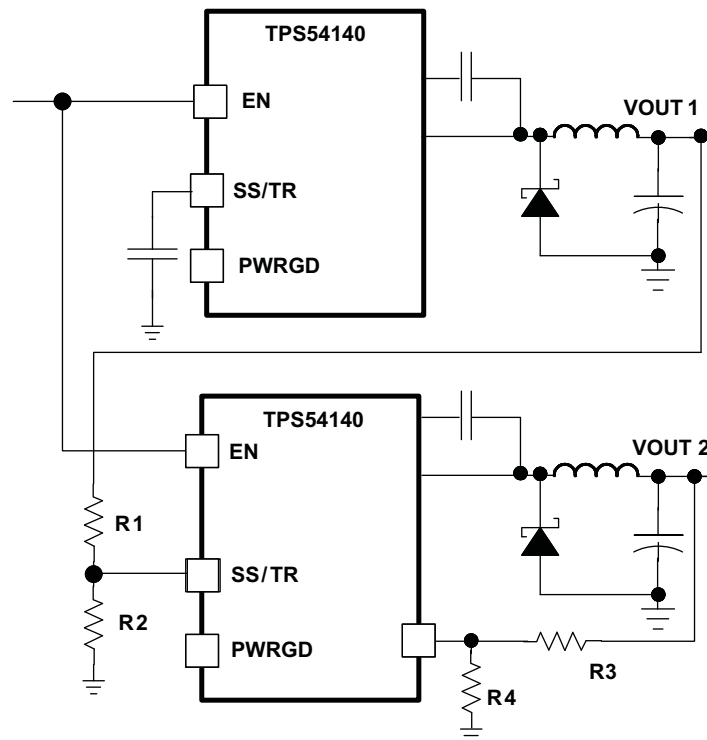 TPS54140
EN
VOUT 1
SS/TR
PWRGD
TPS54140
EN
VOUT 2
R1
SS/TR
R2
PWRGD
R3
R4